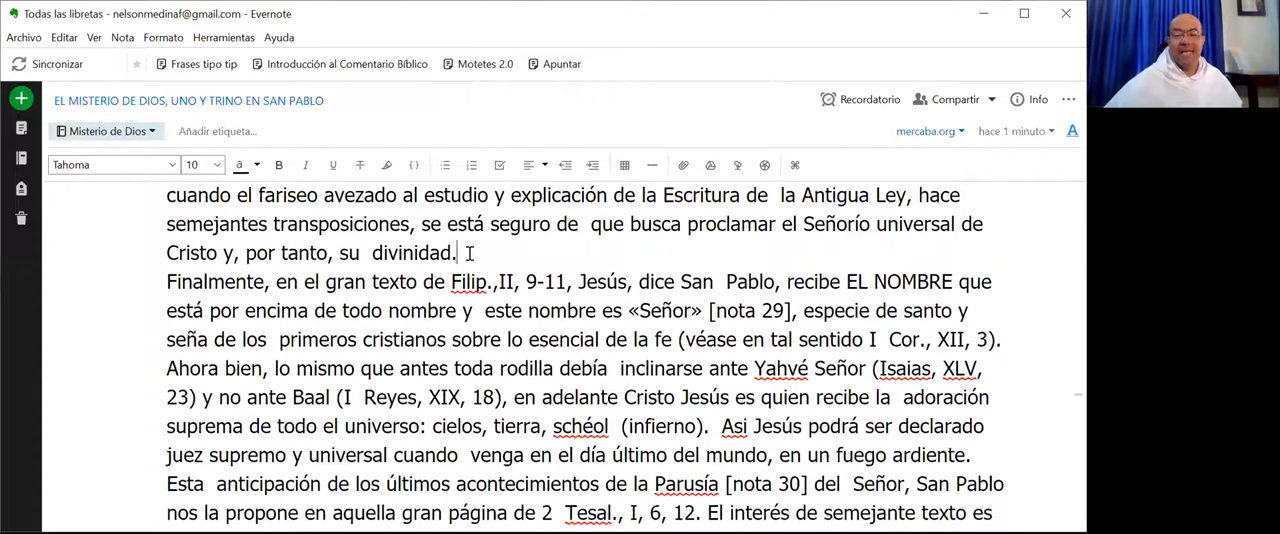 Todas las libretas - nelsonmedinaf@gmail.com - Evernote
Archivo Editar Ver Nota Formato Herramientas Ayuda
Sincronizar Frases tipo tip Introducción al Comentario Bíblico Motetes 2.0 Apuntar
EL MISTERIO DE DIOS, UNO Y TRINO EN SAN PABLO Recordatorio Compartir Info
Misterio de Dios Añadir etiqueta... mercaba.org hace 1 minuto A
Tahoma 10 a B I U T {}
cuando el fariseo avezado al estudio y explicación de la Escritura de  la Antigua Ley, hace
semejantes transposiciones, se está seguro de  que busca proclamar el Señorío universal de
Cristo y, por tanto, su  divinidad.
Finalmente, en el gran texto de Filip.,II, 9-11, Jesús, dice San  Pablo, recibe EL NOMBRE que
está por encima de todo nombre y  este nombre es «Señor» [nota 29], especie de santo y
seña de los  primeros cristianos sobre lo esencial de la fe (véase en tal sentido I  Cor., XII, 3).
Ahora bien, lo mismo que antes toda rodilla debía  inclinarse ante Yahvé Señor (Isaias, XLV,
23) y no ante Baal (I  Reyes, XIX, 18), en adelante Cristo Jesús es quien recibe la  adoración
suprema de todo el universo: cielos, tierra, schéol  (infierno).  Asi Jesús podrá ser declarado
juez supremo y universal cuando  venga en el día último del mundo, en un fuego ardiente.
Esta  anticipación de los últimos acontecimientos de la Parusía [nota 30] del  Señor, San Pablo
nos la propone en aquella gran página de 2  Tesal., I, 6, 12. El interés de semejante texto es